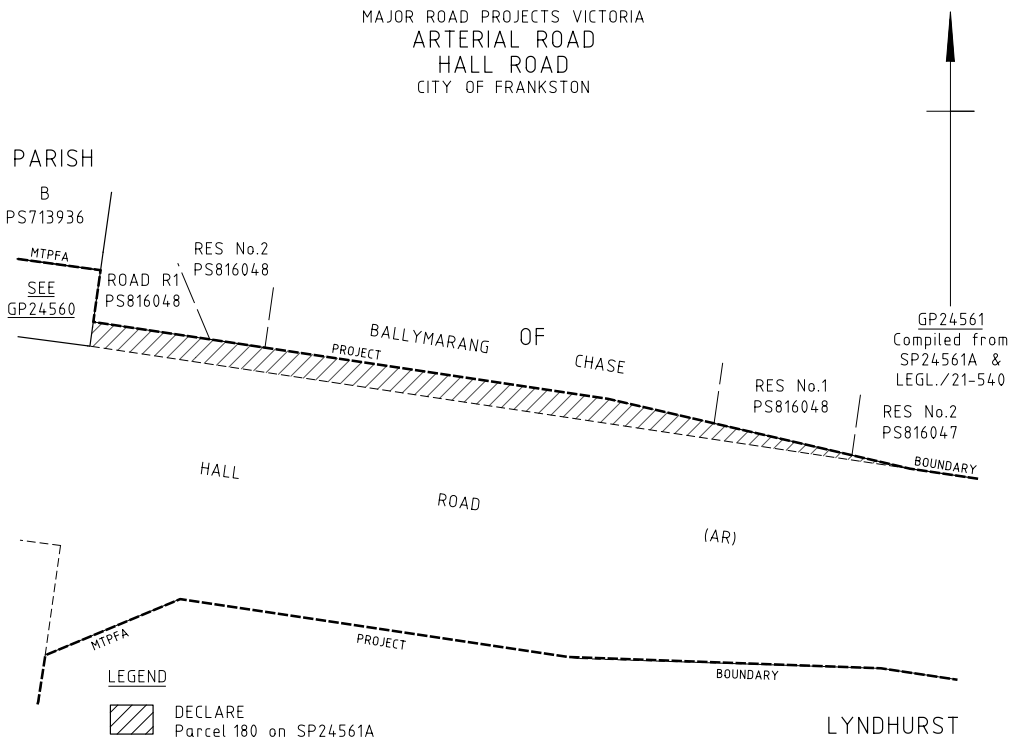 MAJOR ROAD PROJECTS VICTORIA
ARTERIAL ROAD
HALL ROAD
CITY OF FRANKSTON
PARISH
B
PS713936
MTPFA
SEE
GP24560
ROAD R1
PS816048
RES No.2
PS816048
BALLYMARANG
OF
CHASE
PROJECT
GP24561
Compiled from
SP24561A &
LEGL./21-540
RES No.1
PS816048
RES No.2
PS816047
BOUNDARY
HALL
ROAD
(AR)
MTPFA
PROJECT
BOUNDARY
LEGEND
DECLARE
Parcel 180 on SP24561A
LYNDHURST